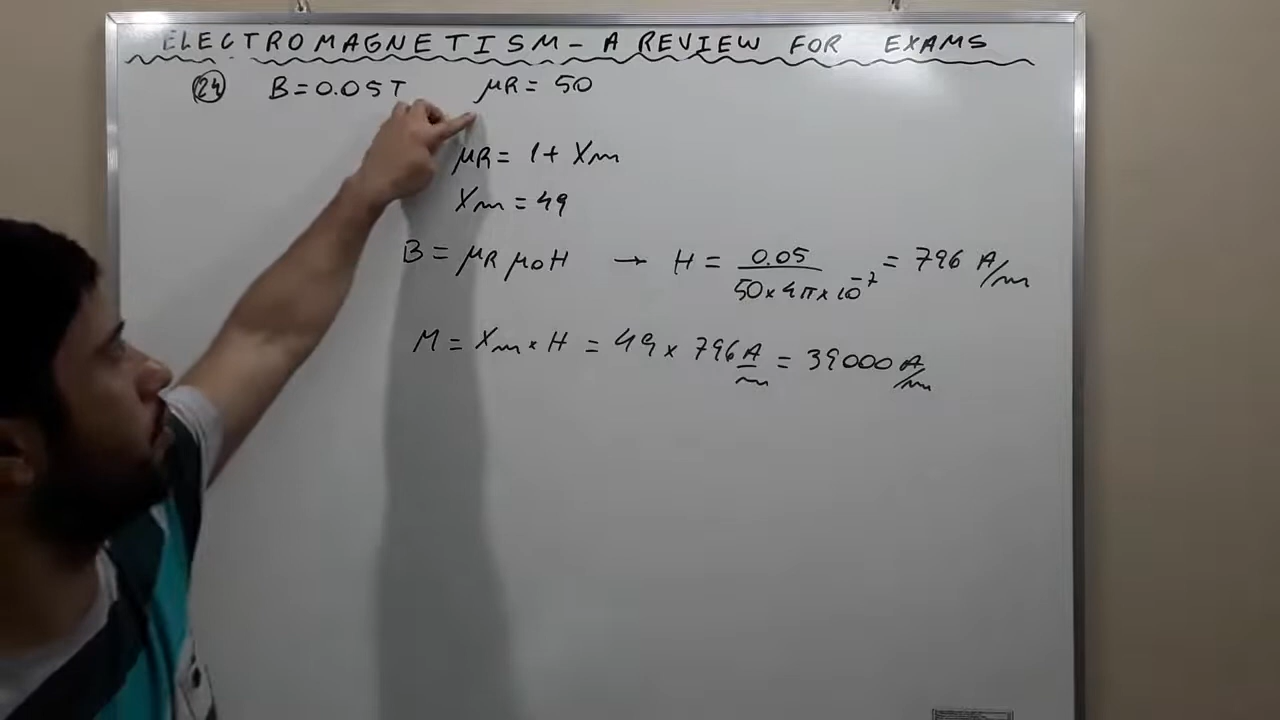 ELECTROMAGNETISM - A REVIEW FOR EXAMS
24 B = 0.05T μR = 50
μR = 1 + Xm
Xm = 49
B = μR μ0 H → H = 0.05 / 50 x 4π x 10^-7 = 796 A/m
M = Xm • H = 49 x 796 A/m = 39000 A/m